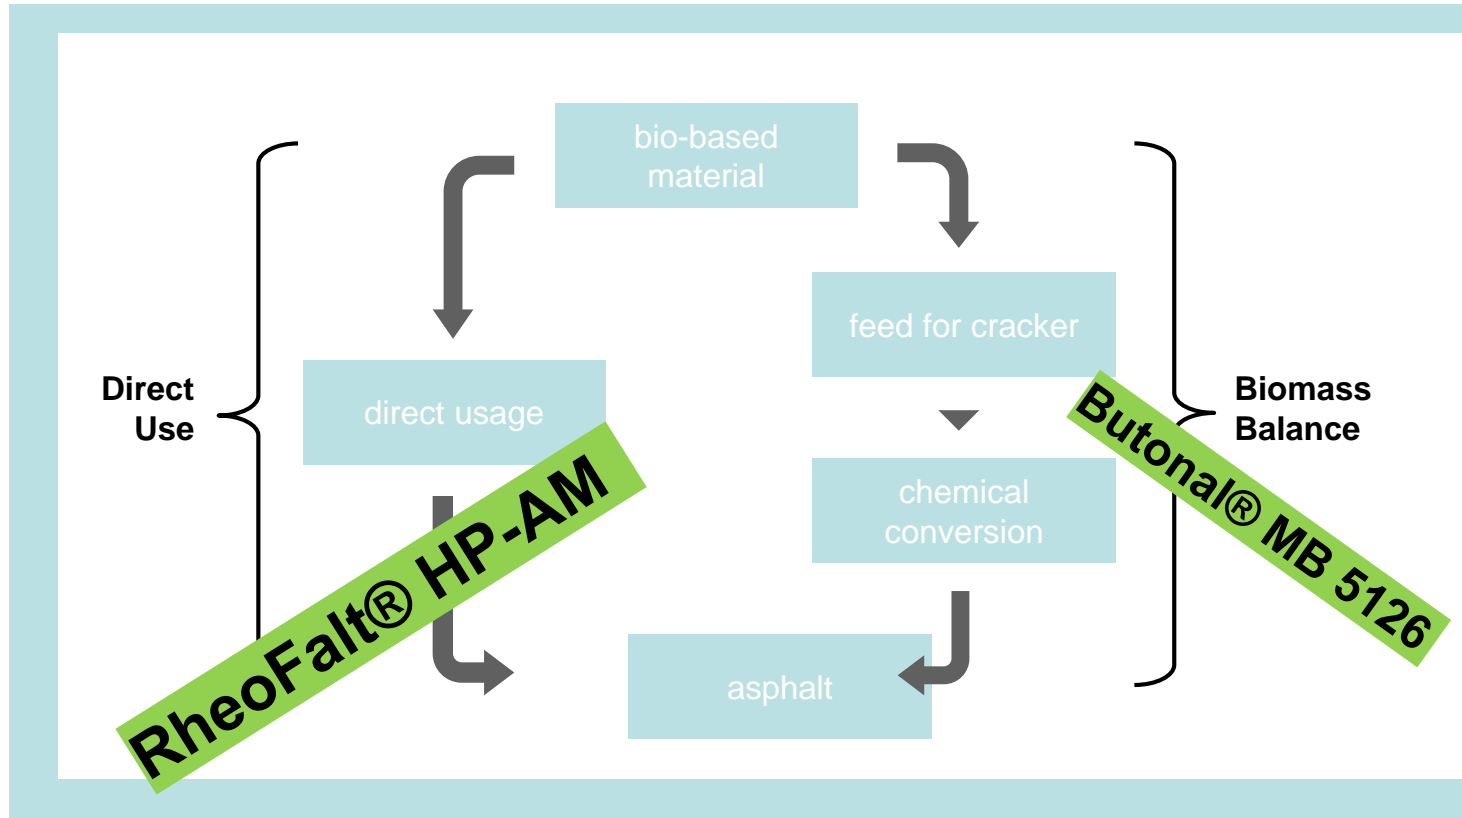 bio-based
material
feed for cracker
Direct
Use
direct usage
Biomass
Balance
chemical
conversion
asphalt
RheoFalt® HP-AM
Butonal® MB 5126